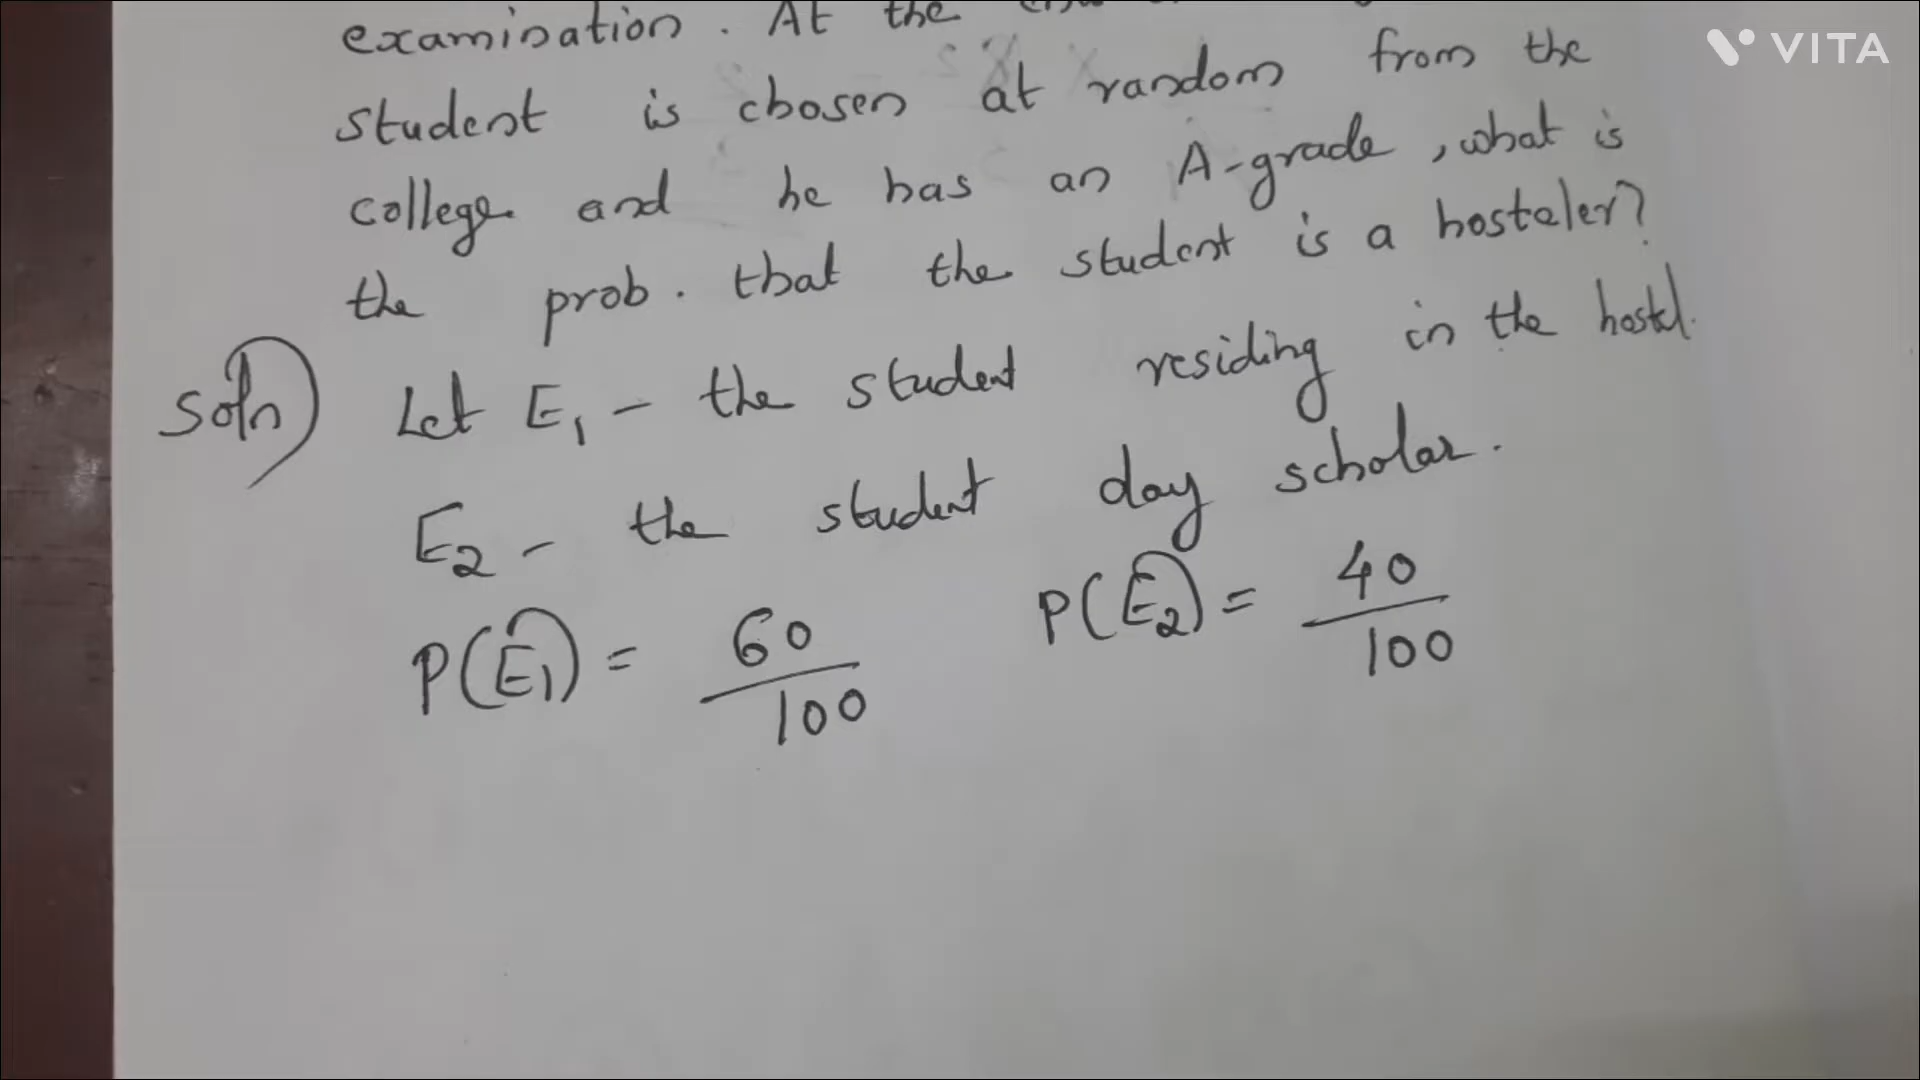 examination. At the
VITA
student is chosen at random from the
college and he has an A-grade, what is
the prob. that the student is a hosteler?
Soln) Let E1 - the student residing in the hostel.
E2 - the student day scholar.
P(E1) = 60/100 P(E2) = 40/100